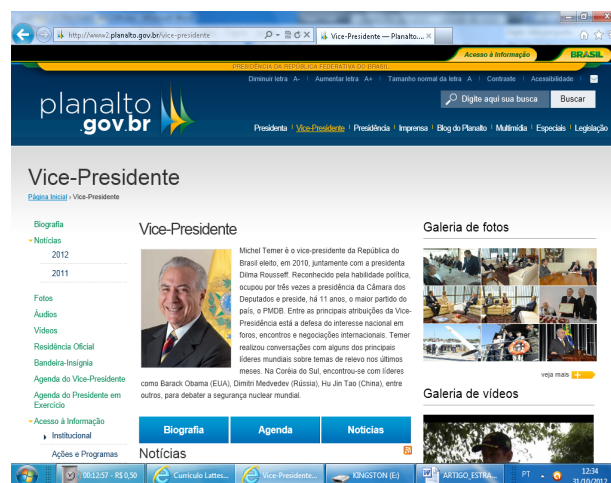 http://www2.planalto.gov.br/vice-presidente
Vice-Presidente — Planalto....
Acesso à Informação
BRASIL
PRESIDÊNCIA DA REPÚBLICA FEDERATIVA DO BRASIL
Diminuir letra A- | Aumentar letra A+ | Tamanho normal da letra A | Contraste | Acessibilidade
planalto
.gov.br
Digite aqui sua busca
Buscar
Presidenta | Vice-Presidente | Presidência | Imprensa | Blog do Planalto | Multimídia | Especiais | Legislação
Vice-Presidente
Página Inicial › Vice-Presidente
Biografia
Notícias
2012
2011
Fotos
Áudios
Vídeos
Residência Oficial
Bandeira-Insígnia
Agenda do Vice-Presidente
Agenda do Presidente em
Exercício
Acesso à Informação
Institucional
Ações e Programas
Vice-Presidente
Michel Temer é o vice-presidente da República do
Brasil eleito, em 2010, juntamente com a presidenta
Dilma Rousseff. Reconhecido pela habilidade política,
ocupou por três vezes a presidência da Câmara dos
Deputados e preside, há 11 anos, o maior partido do
país, o PMDB. Entre as principais atribuições da Vice-
Presidência está a defesa do interesse nacional em
foros, encontros e negociações internacionais. Temer
realizou conversações com alguns dos principais
líderes mundiais sobre temas de relevo nos últimos
meses. Na Coréia do Sul, encontrou-se com líderes
como Barack Obama (EUA), Dimitri Medvedev (Rússia), Hu Jin Tao (China), entre
outros, para debater a segurança nuclear mundial.
Biografia
Agenda
Notícias
Notícias
Galeria de fotos
veja mais
Galeria de vídeos
00:12:57 - R$ 0,50
Currículo Lattes...
Vice-Presidente...
KINGSTON (E:)
ARTIGO_ESTRA...
PT
12:34
31/10/2012